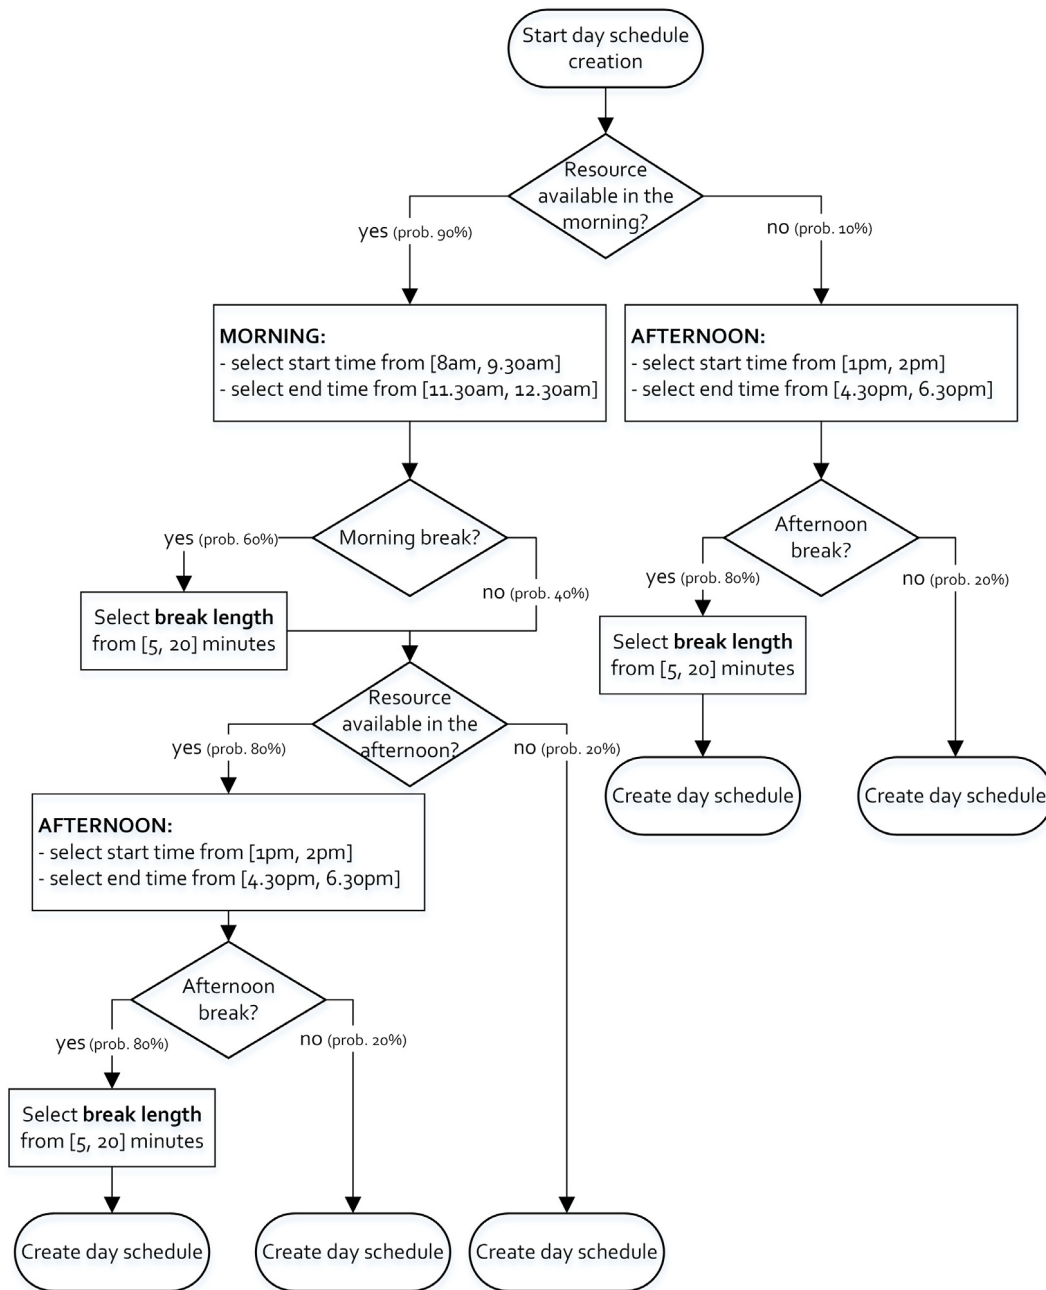 Start day schedule
creation
Resource
available in the
morning?
yes (prob. 90%)
no (prob. 10%)
MORNING:
- select start time from [8am, 9.30am]
- select end time from [11.30am, 12.30am]
AFTERNOON:
- select start time from [1pm, 2pm]
- select end time from [4.30pm, 6.30pm]
Morning break?
yes (prob. 60%)
no (prob. 40%)
Select break length
from [5, 20] minutes
Afternoon
break?
yes (prob. 80%)
no (prob. 20%)
Select break length
from [5, 20] minutes
Create day schedule
Create day schedule
Resource
available in the
afternoon?
yes (prob. 80%)
no (prob. 20%)
AFTERNOON:
- select start time from [1pm, 2pm]
- select end time from [4.30pm, 6.30pm]
Afternoon
break?
yes (prob. 80%)
no (prob. 20%)
Select break length
from [5, 20] minutes
Create day schedule
Create day schedule
Create day schedule